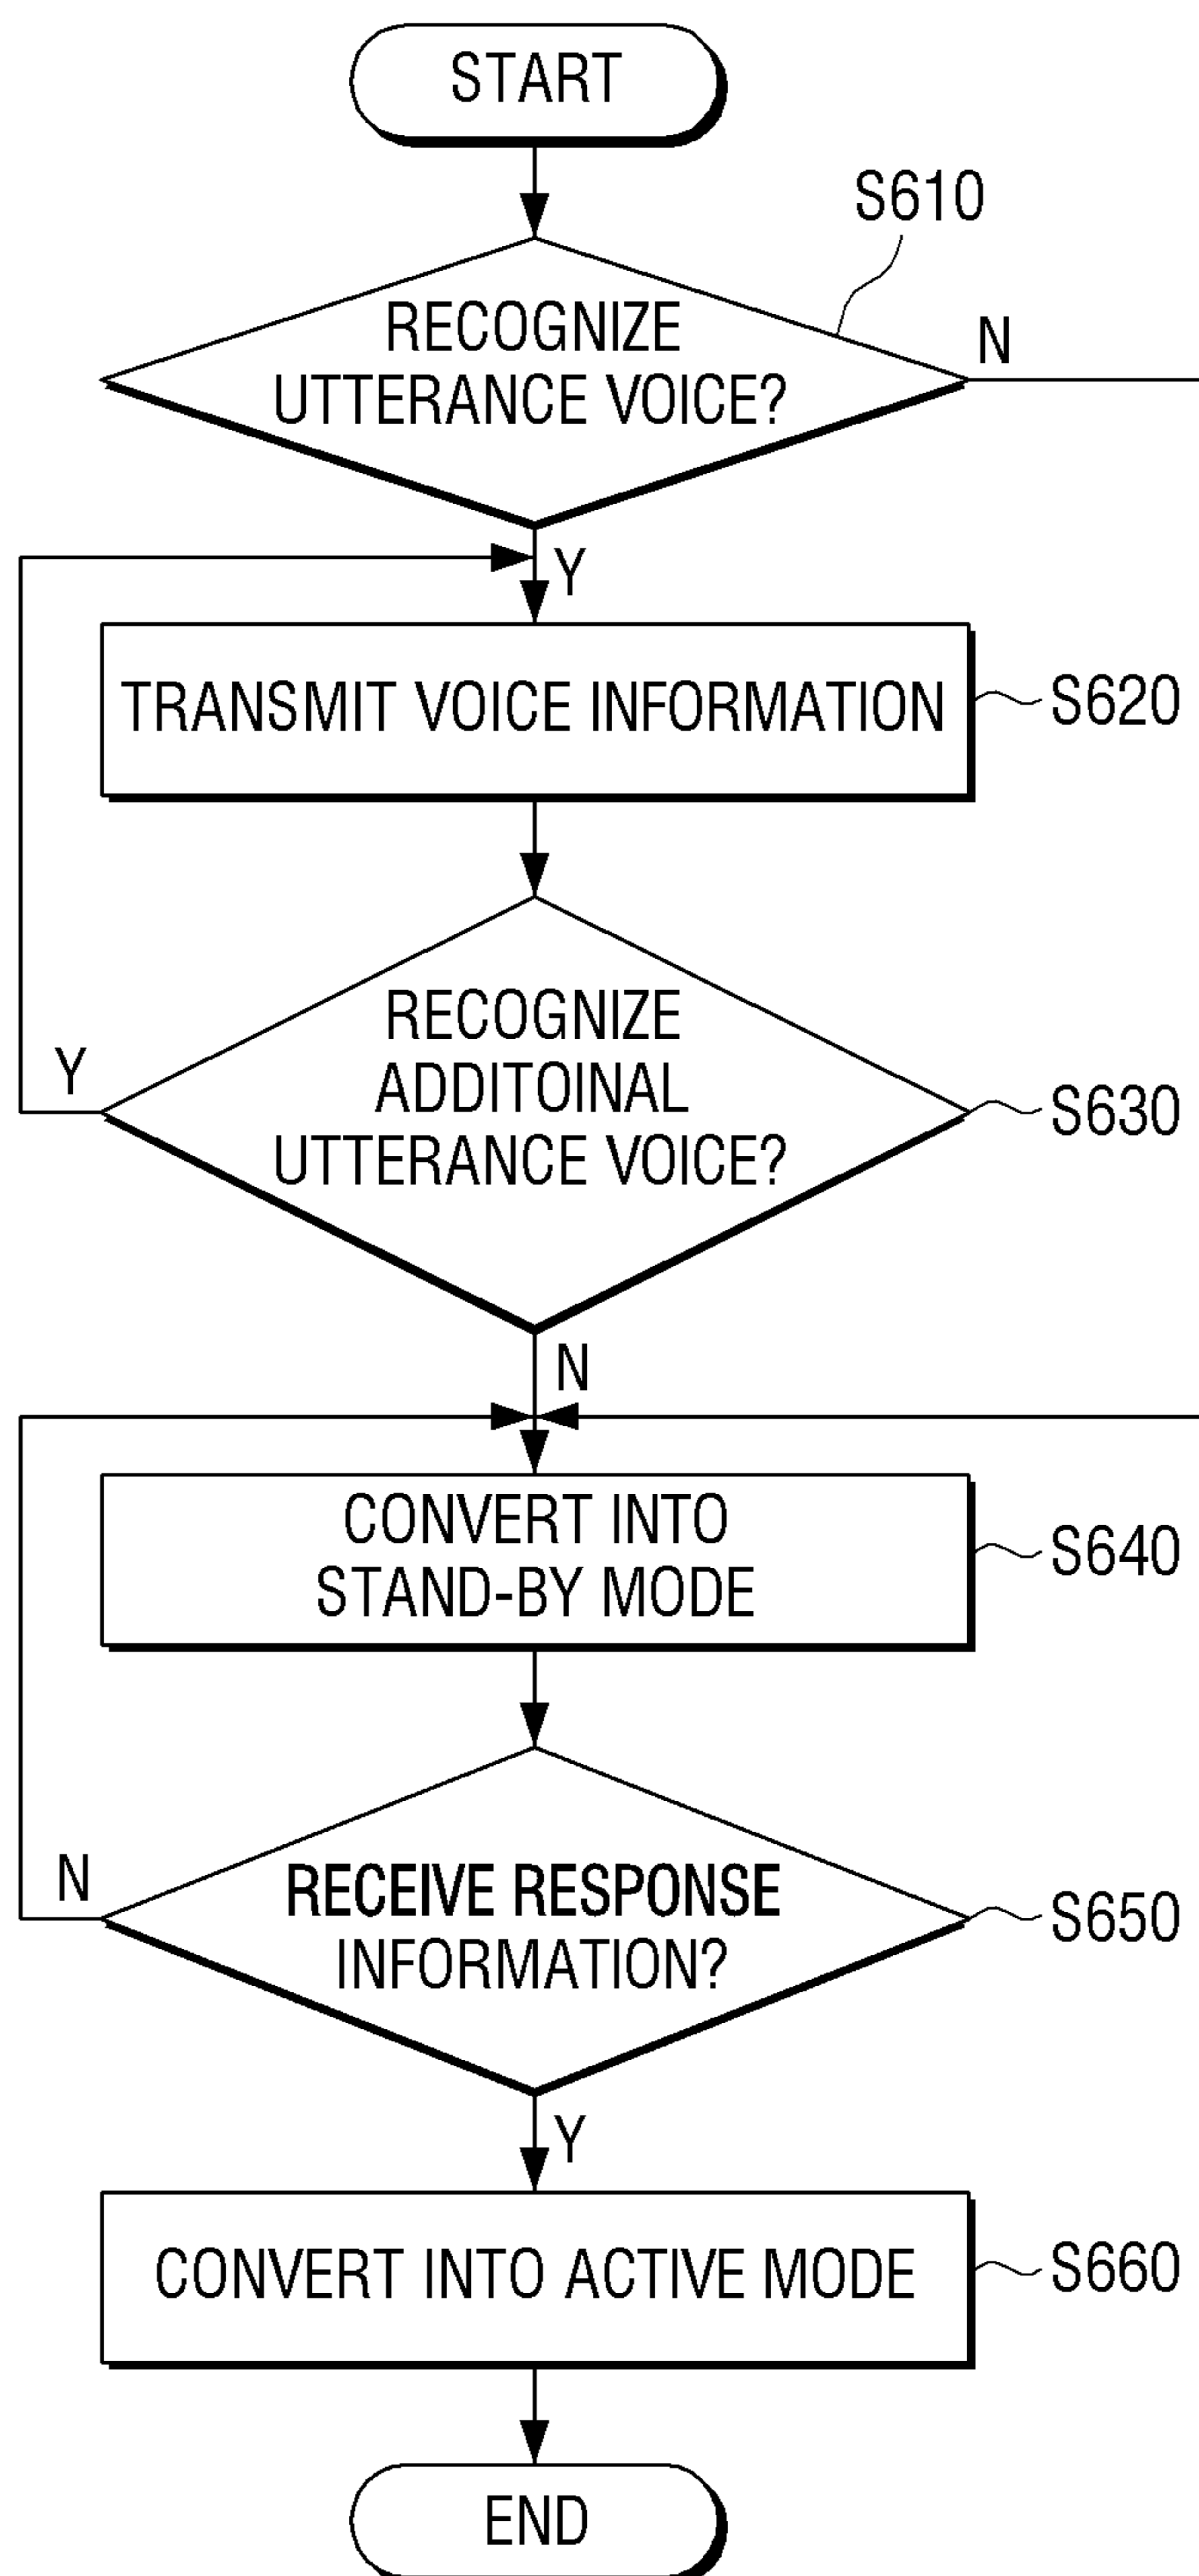 START
S610
RECOGNIZE
UTTERANCE VOICE?
N
Y
TRANSMIT VOICE INFORMATION
S620
RECOGNIZE
ADDITOINAL
UTTERANCE VOICE?
Y
S630
N
CONVERT INTO
STAND-BY MODE
S640
RECEIVE RESPONSE
INFORMATION?
N
S650
Y
CONVERT INTO ACTIVE MODE
S660
END